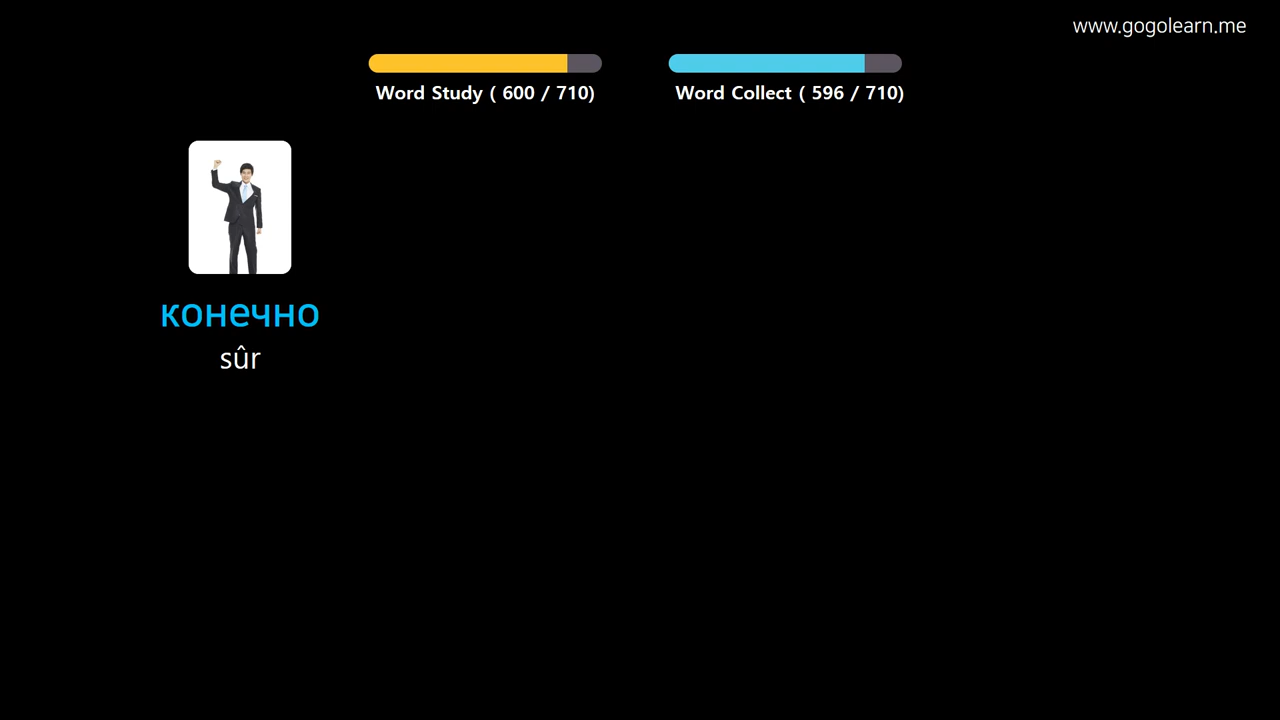 www.gogolearn.me
Word Study ( 600 / 710)
Word Collect ( 596 / 710)
конечно
sûr